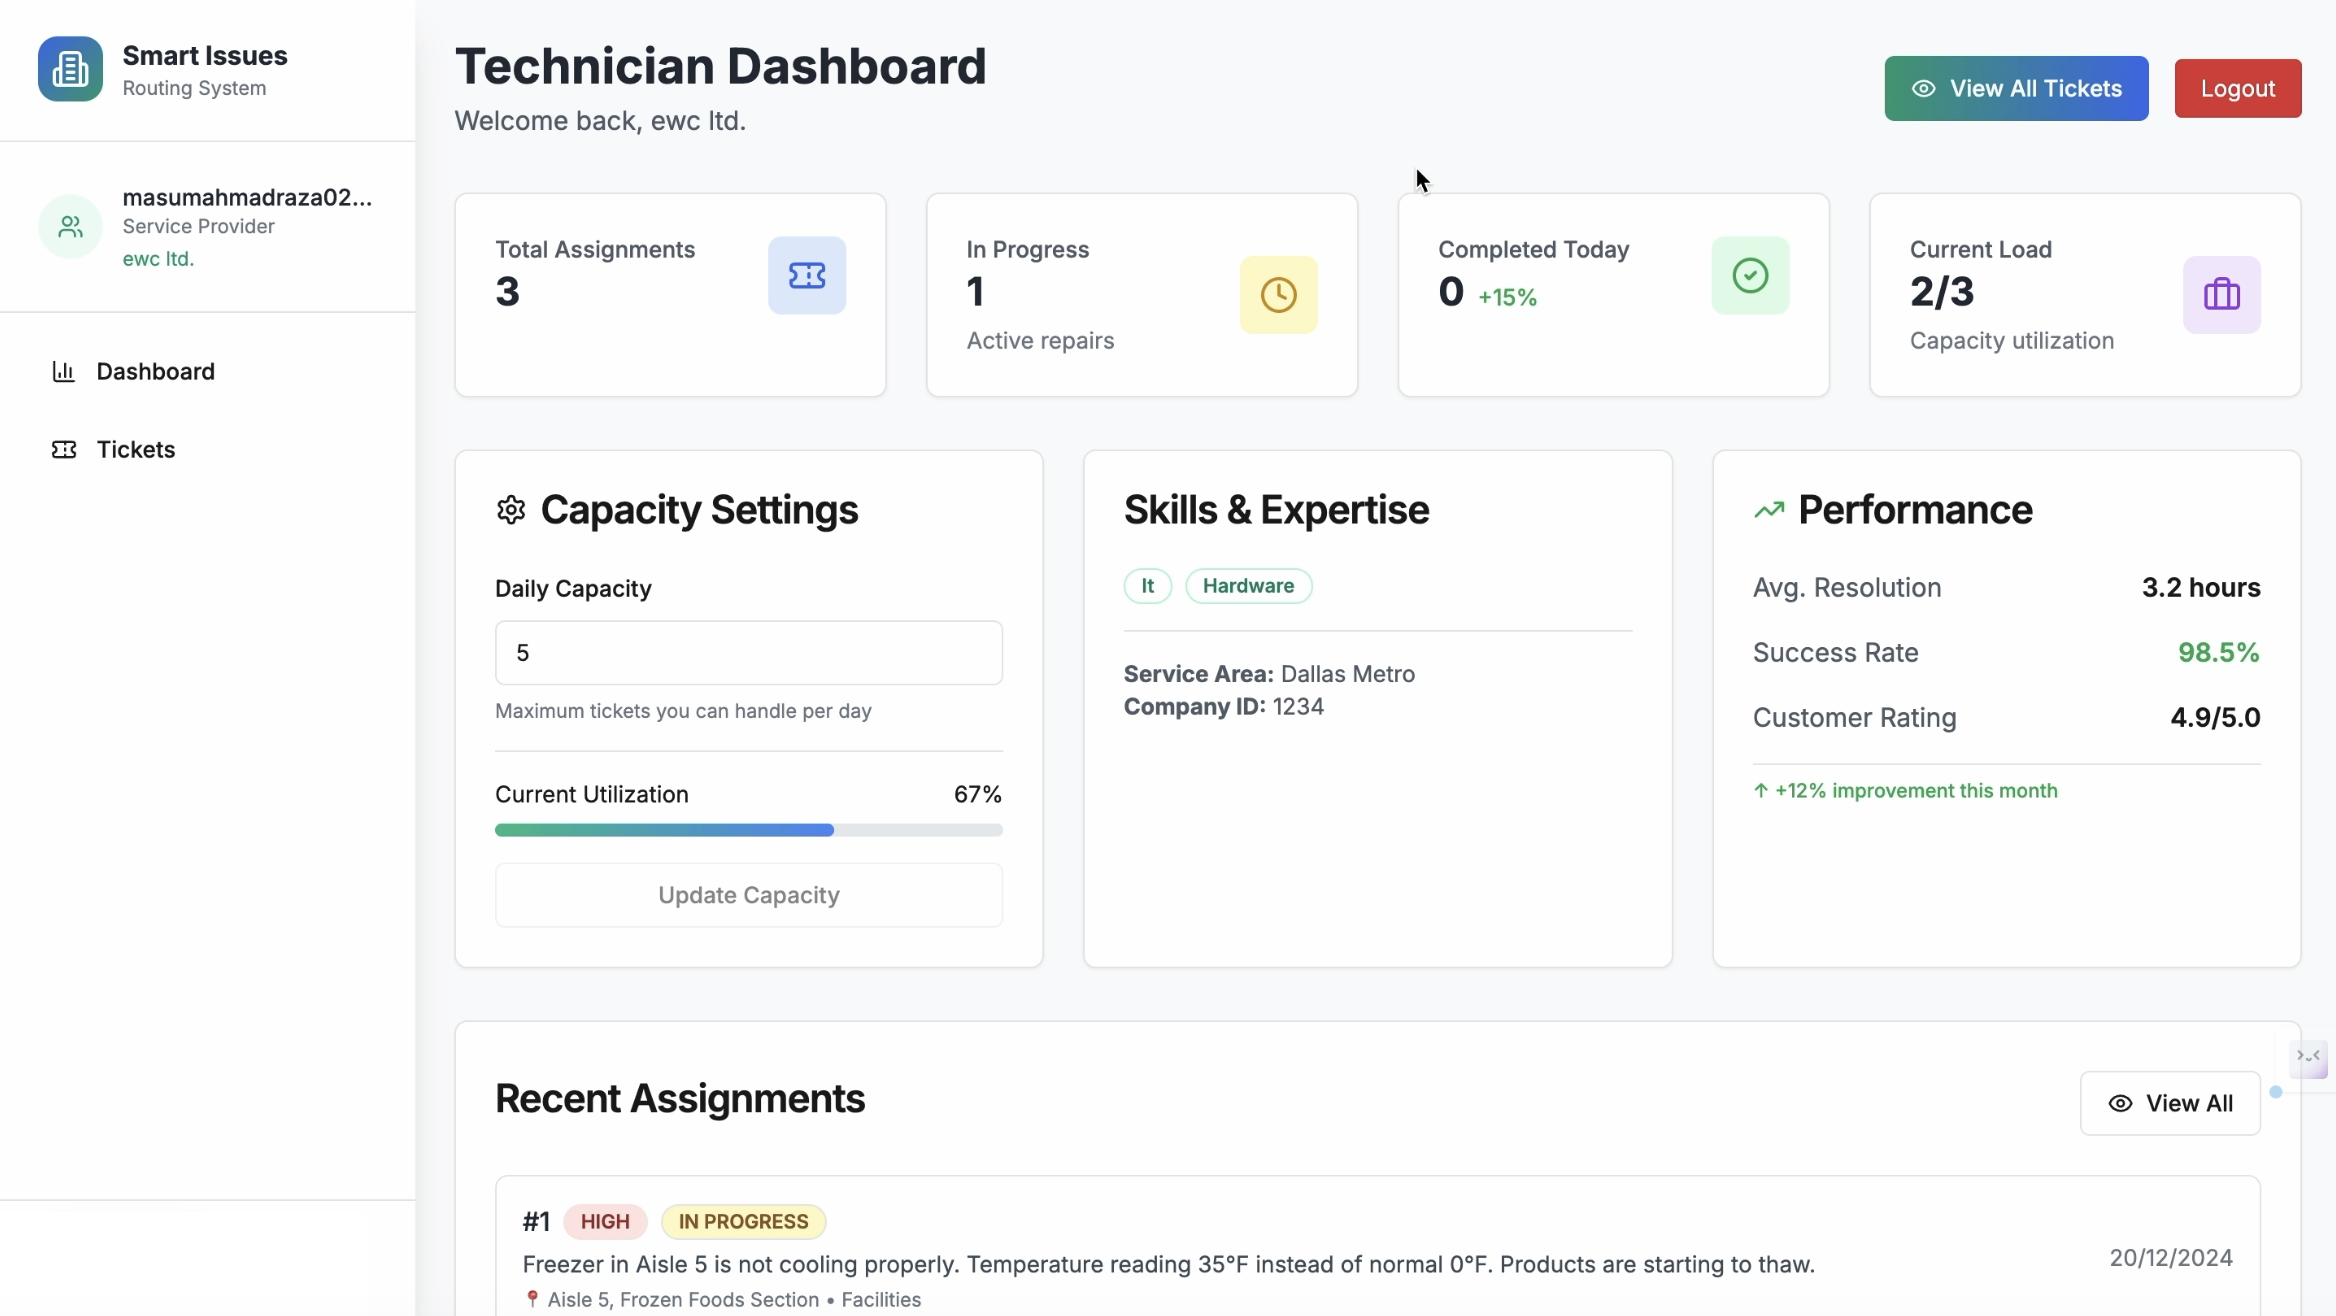 Smart Issues
Routing System
masumahmadraza02...
Service Provider
ewc ltd.
Dashboard
Tickets
Technician Dashboard
Welcome back, ewc ltd.
View All Tickets
Logout
Total Assignments
3
In Progress
1
Active repairs
Completed Today
0 +15%
Current Load
2/3
Capacity utilization
Capacity Settings
Daily Capacity
5
Maximum tickets you can handle per day
Current Utilization 67%
Update Capacity
Skills & Expertise
It Hardware
Service Area: Dallas Metro
Company ID: 1234
Performance
Avg. Resolution 3.2 hours
Success Rate 98.5%
Customer Rating 4.9/5.0
↑ +12% improvement this month
Recent Assignments
View All
#1 HIGH IN PROGRESS
Freezer in Aisle 5 is not cooling properly. Temperature reading 35°F instead of normal 0°F. Products are starting to thaw.
20/12/2024
📍 Aisle 5, Frozen Foods Section • Facilities